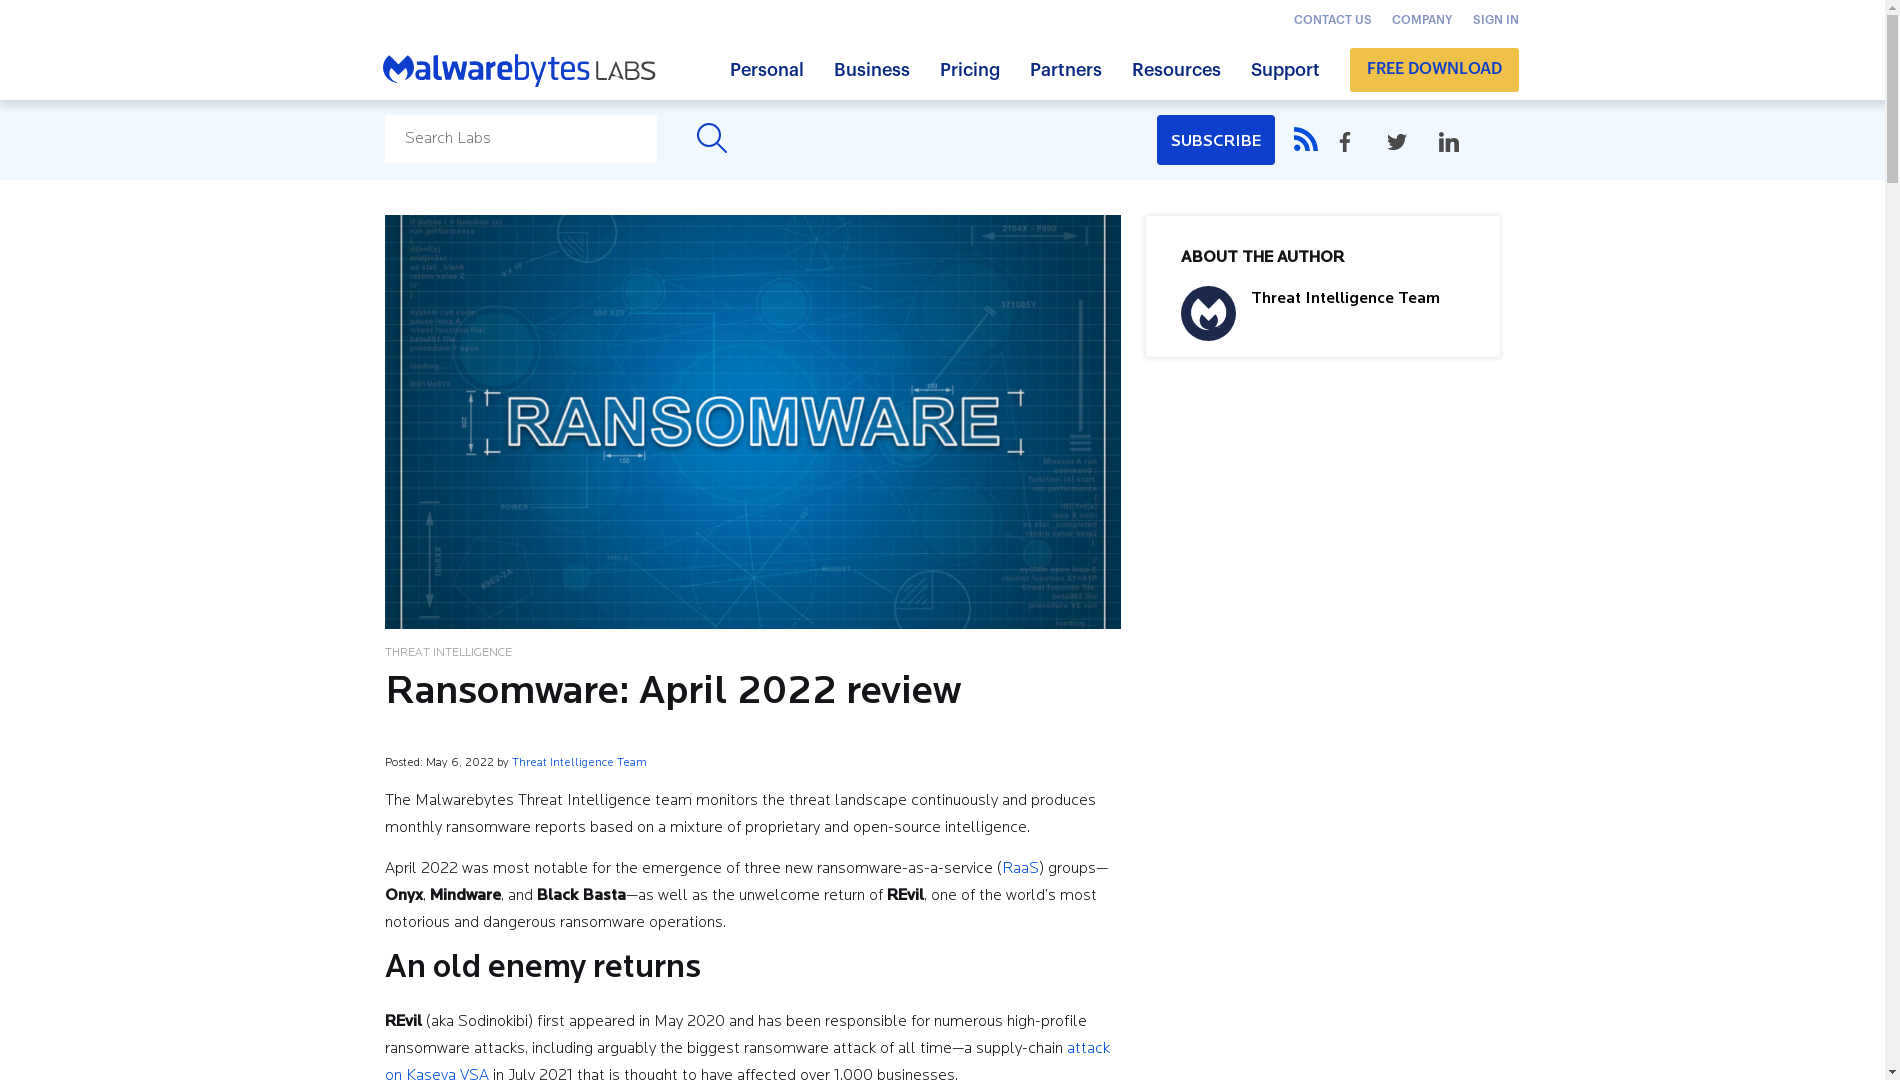 CONTACT US COMPANY SIGN IN
Malwarebytes LABS
Personal Business Pricing Partners Resources Support FREE DOWNLOAD
Search Labs
SUBSCRIBE
RANSOMWARE
2104X - P090
371005Y
300°X
100
150
POWER
ABOUT THE AUTHOR
Threat Intelligence Team
THREAT INTELLIGENCE
Ransomware: April 2022 review
Posted: May 6, 2022 by Threat Intelligence Team
The Malwarebytes Threat Intelligence team monitors the threat landscape continuously and produces
monthly ransomware reports based on a mixture of proprietary and open-source intelligence.
April 2022 was most notable for the emergence of three new ransomware-as-a-service (RaaS) groups—
Onyx, Mindware, and Black Basta—as well as the unwelcome return of REvil, one of the world's most
notorious and dangerous ransomware operations.
An old enemy returns
REvil (aka Sodinokibi) first appeared in May 2020 and has been responsible for numerous high-profile
ransomware attacks, including arguably the biggest ransomware attack of all time—a supply-chain attack
on Kaseya VSA in July 2021 that is thought to have affected over 1,000 businesses.